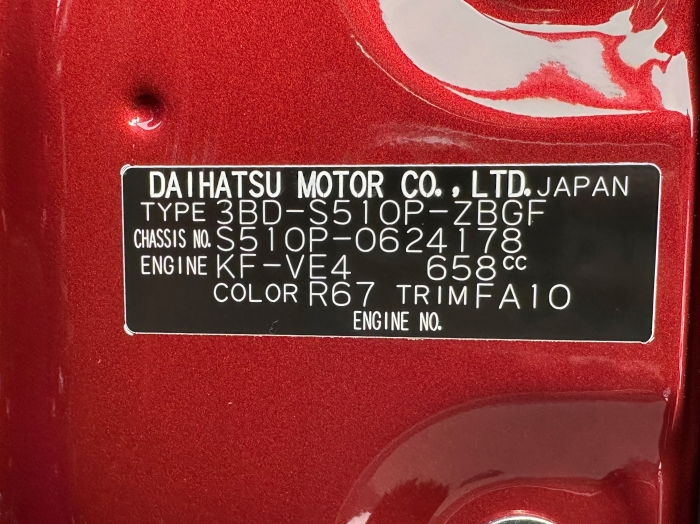 DAIHATSU MOTOR CO., LTD. JAPAN
TYPE 3BD-S510P-ZBGF
CHASSIS NO. S510P-0624178
ENGINE KF-VE4 658cc
COLOR R67 TRIM FA10
ENGINE NO.